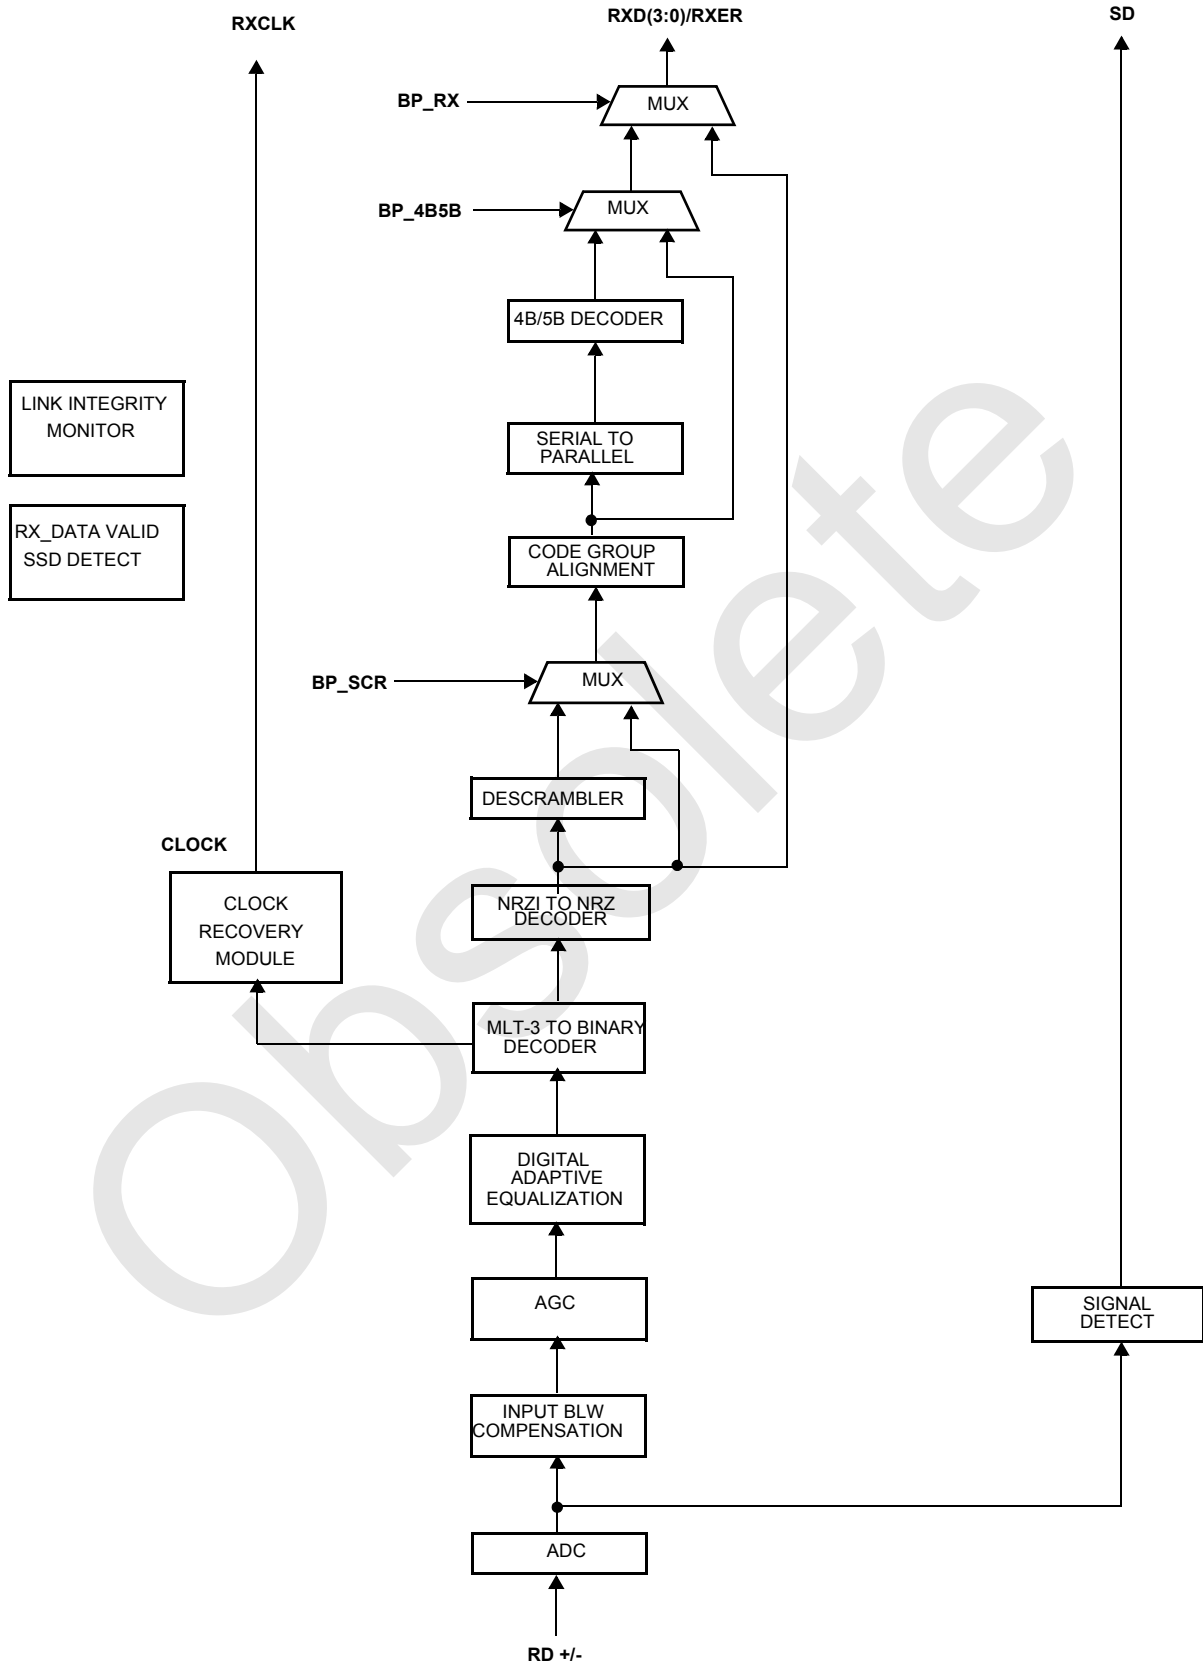 RXCLK
RXD(3:0)/RXER
SD
BP_RX
MUX
BP_4B5B
MUX
4B/5B DECODER
LINK INTEGRITY
MONITOR
SERIAL TO
PARALLEL
RX_DATA VALID
SSD DETECT
CODE GROUP
ALIGNMENT
BP_SCR
MUX
DESCRAMBLER
CLOCK
CLOCK
RECOVERY
MODULE
NRZI TO NRZ
DECODER
MLT-3 TO BINARY
DECODER
DIGITAL
ADAPTIVE
EQUALIZATION
AGC
SIGNAL
DETECT
INPUT BLW
COMPENSATION
ADC
RD +/-
Obsolete